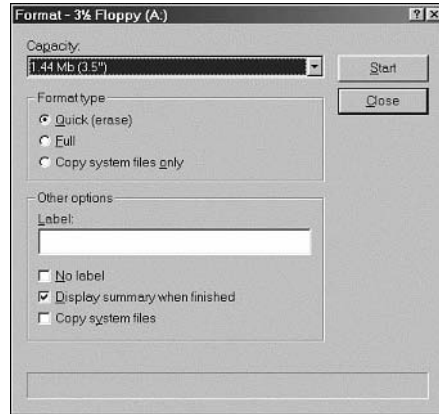 Format - 3½ Floppy (A:)
Capacity:
1.44 Mb (3.5")
Start
Format type
Close
Quick (erase)
Full
Copy system files only
Other options
Label:
No label
Display summary when finished
Copy system files